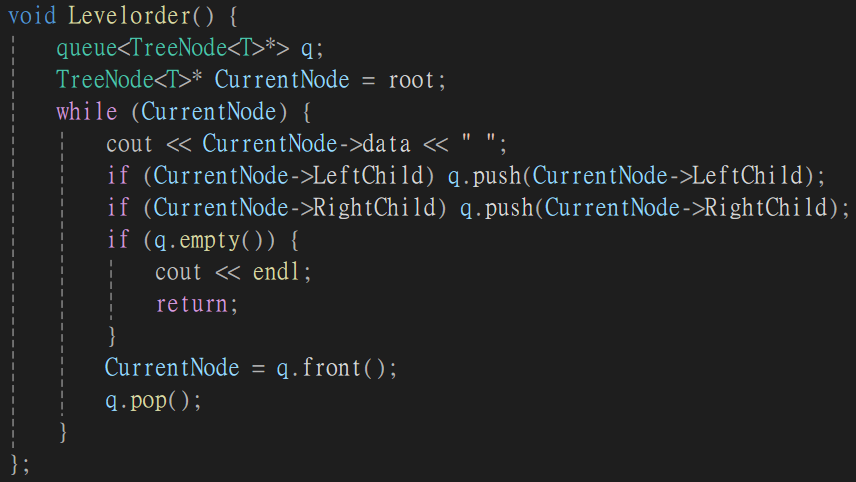 void Levelorder() {
queue<TreeNode<T>*> q;
TreeNode<T>* CurrentNode = root;
while (CurrentNode) {
cout << CurrentNode->data << " ";
if (CurrentNode->LeftChild) q.push(CurrentNode->LeftChild);
if (CurrentNode->RightChild) q.push(CurrentNode->RightChild);
if (q.empty()) {
cout << endl;
return;
}
CurrentNode = q.front();
q.pop();
}
};